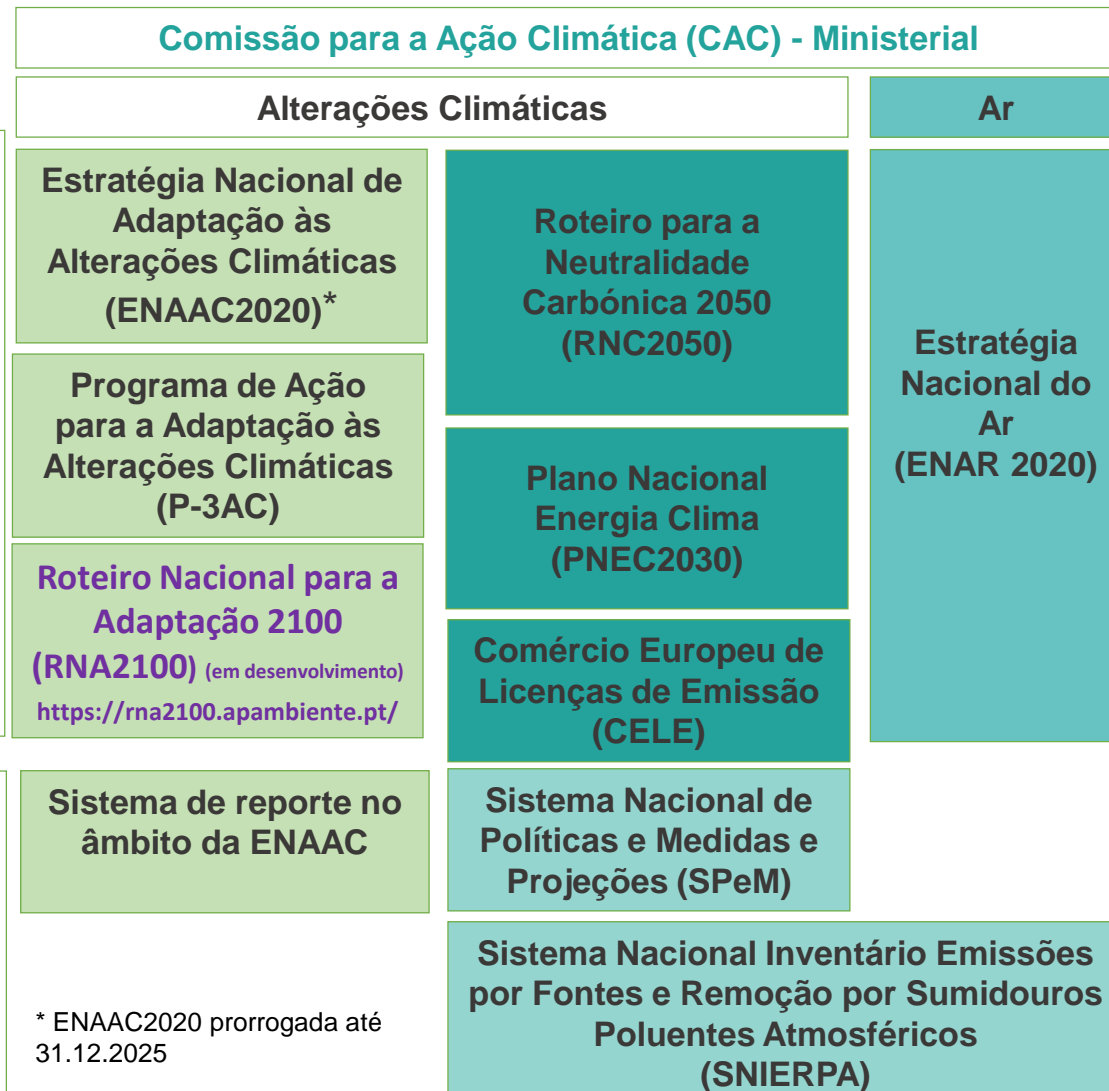 Comissão para a Ação Climática (CAC) - Ministerial
Alterações Climáticas
Ar
Estratégia Nacional de
Adaptação às
Alterações Climáticas
(ENAAC2020)*
Programa de Ação
para a Adaptação às
Alterações Climáticas
(P-3AC)
Roteiro Nacional para a
Adaptação 2100
(RNA2100) (em desenvolvimento)
https://rna2100.apambiente.pt/
Sistema de reporte no
âmbito da ENAAC
* ENAAC2020 prorrogada até
31.12.2025
Roteiro para a
Neutralidade
Carbónica 2050
(RNC2050)
Plano Nacional
Energia Clima
(PNEC2030)
Comércio Europeu de
Licenças de Emissão
(CELE)
Sistema Nacional de
Políticas e Medidas e
Projeções (SPeM)
Estratégia
Nacional do
Ar
(ENAR 2020)
Sistema Nacional Inventário Emissões
por Fontes e Remoção por Sumidouros
Poluentes Atmosféricos
(SNIERPA)